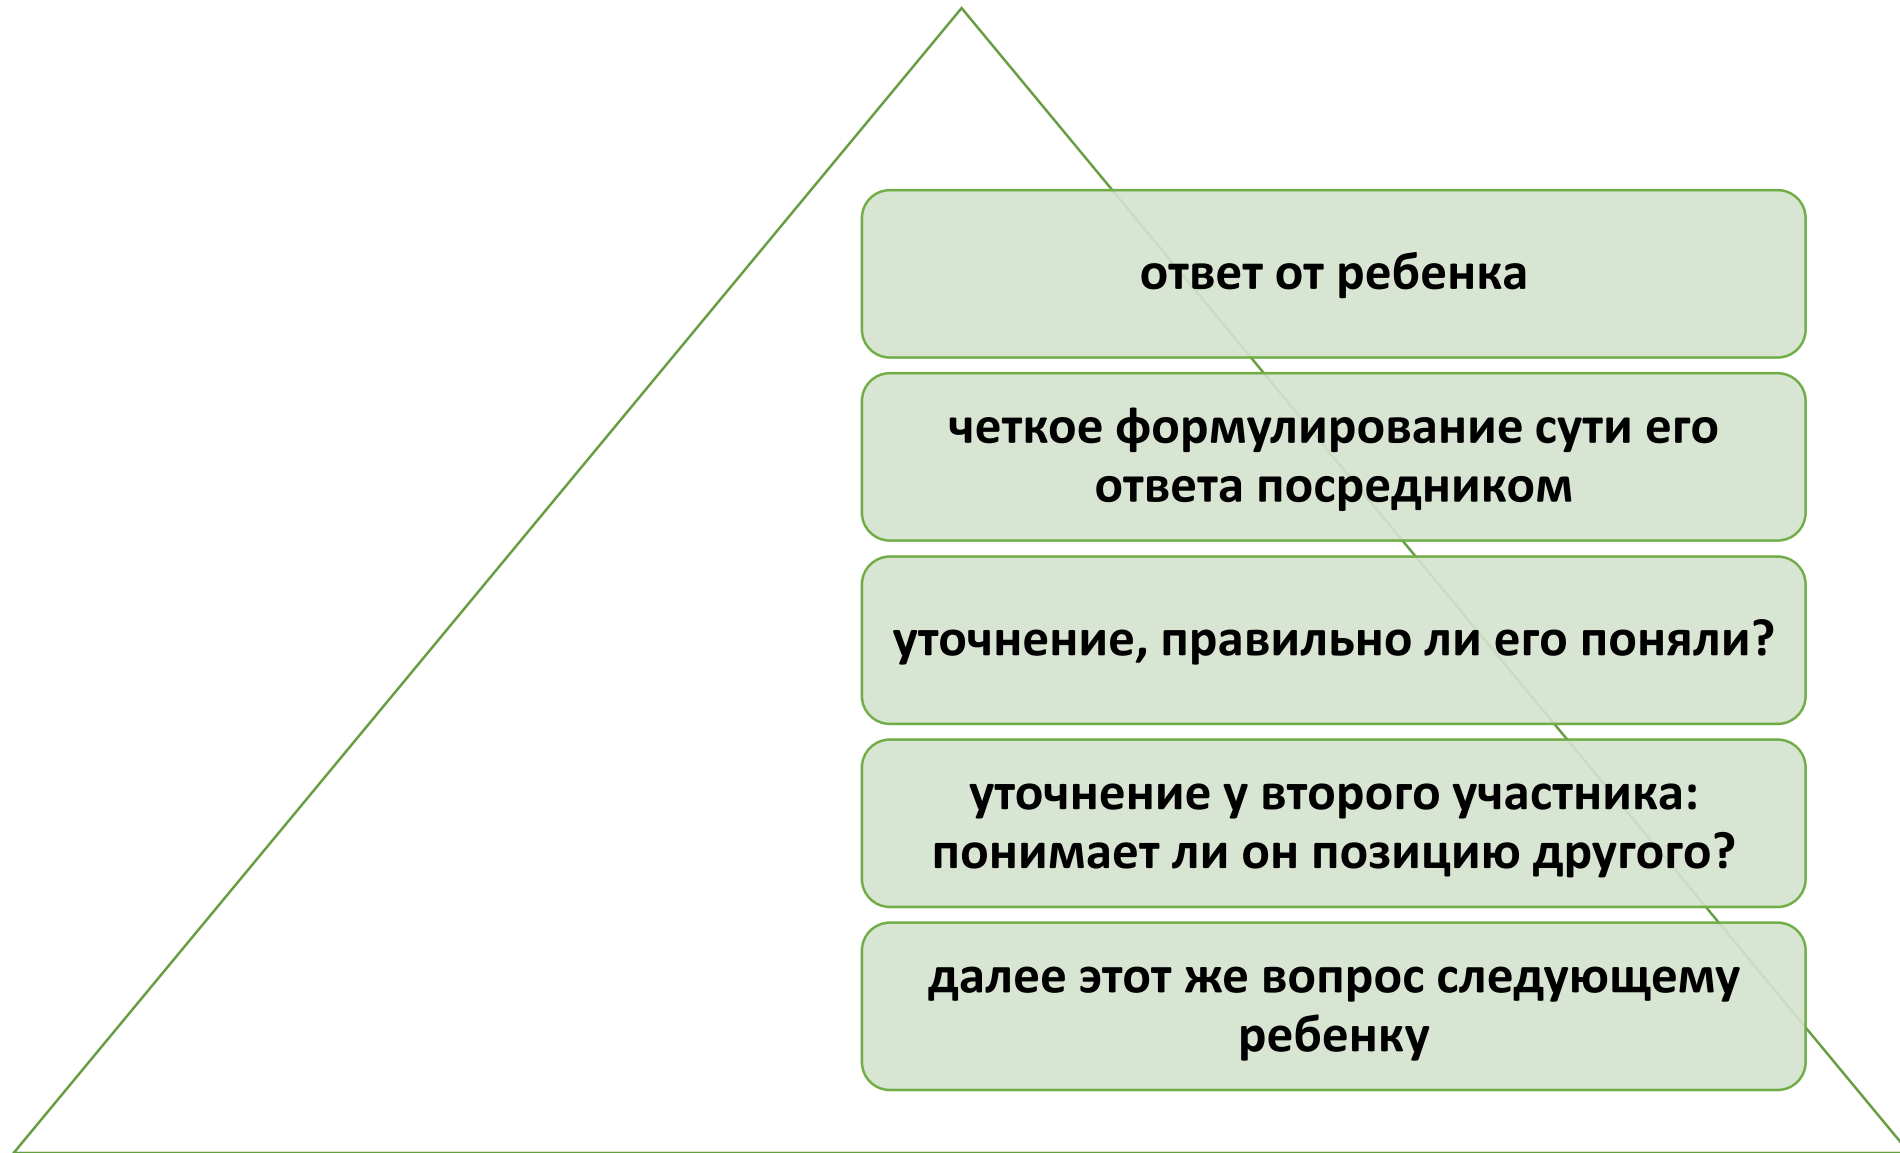 ответ от ребенка
четкое формулирование сути его
ответа посредником
уточнение, правильно ли его поняли?
уточнение у второго участника:
понимает ли он позицию другого?
далее этот же вопрос следующему
ребенку